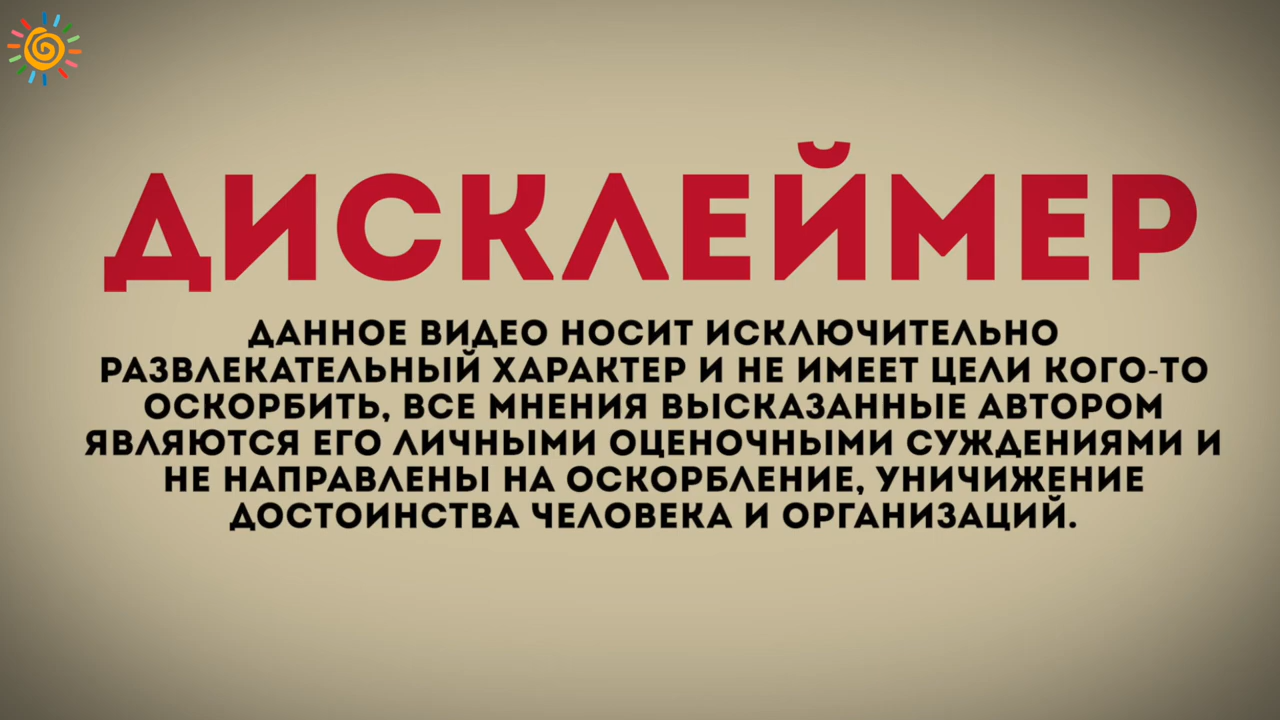 ДИСКЛЕЙМЕР
ДАННОЕ ВИДЕО НОСИТ ИСКЛЮЧИТЕЛЬНО
РАЗВЛЕКАТЕЛЬНЫЙ ХАРАКТЕР И НЕ ИМЕЕТ ЦЕЛИ КОГО-ТО
ОСКОРБИТЬ, ВСЕ МНЕНИЯ ВЫСКАЗАННЫЕ АВТОРОМ
ЯВЛЯЮТСЯ ЕГО ЛИЧНЫМИ ОЦЕНОЧНЫМИ СУЖДЕНИЯМИ И
НЕ НАПРАВЛЕНЫ НА ОСКОРБЛЕНИЕ, УНИЧИЖЕНИЕ
ДОСТОИНСТВА ЧЕЛОВЕКА И ОРГАНИЗАЦИЙ.